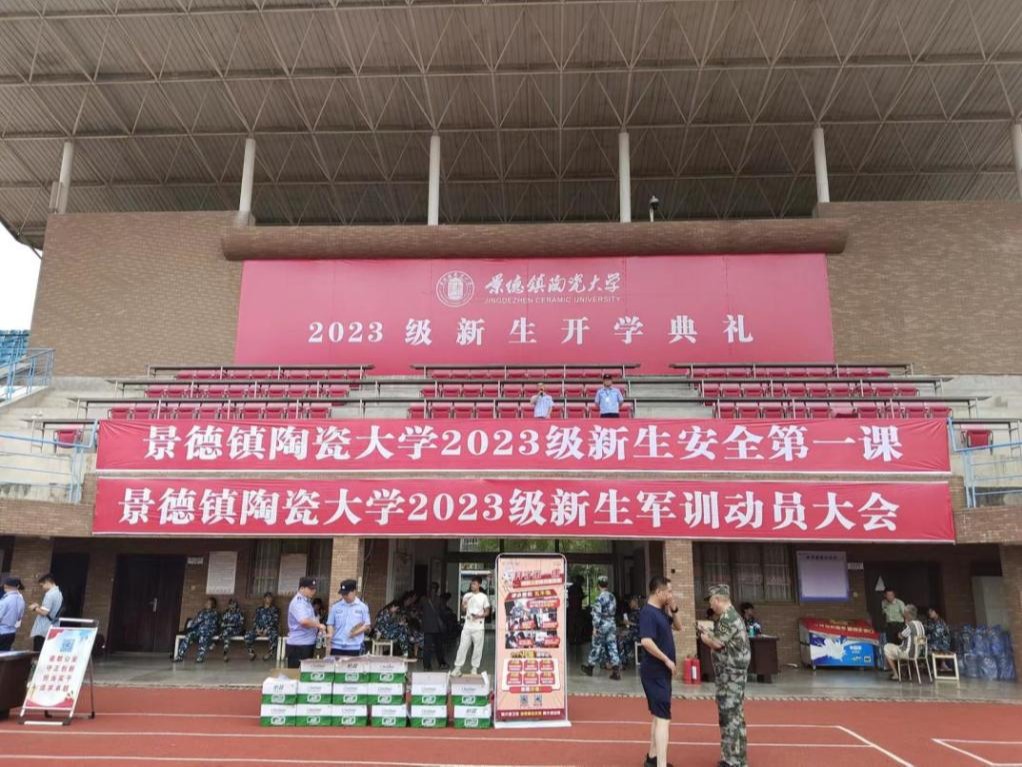 景德镇陶瓷大学
JINGDEZHEN CERAMIC UNIVERSITY
2023级新生开学典礼
景德镇陶瓷大学2023级新生安全第一课
景德镇陶瓷大学2023级新生军训动员大会